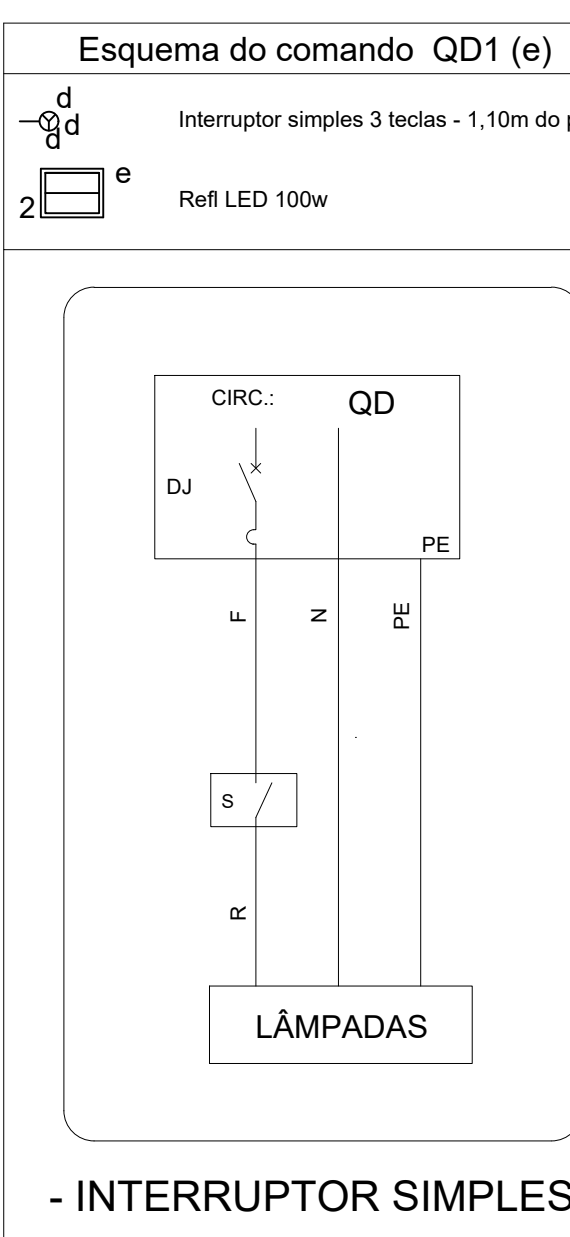 Esquema do comando QD1 (e)
d
d
d
Interruptor simples 3 teclas - 1,10m do
e
2
Refl LED 100w
CIRC.:
QD
DJ
PE
F
N
PE
S
R
LÂMPADAS
- INTERRUPTOR SIMPLES